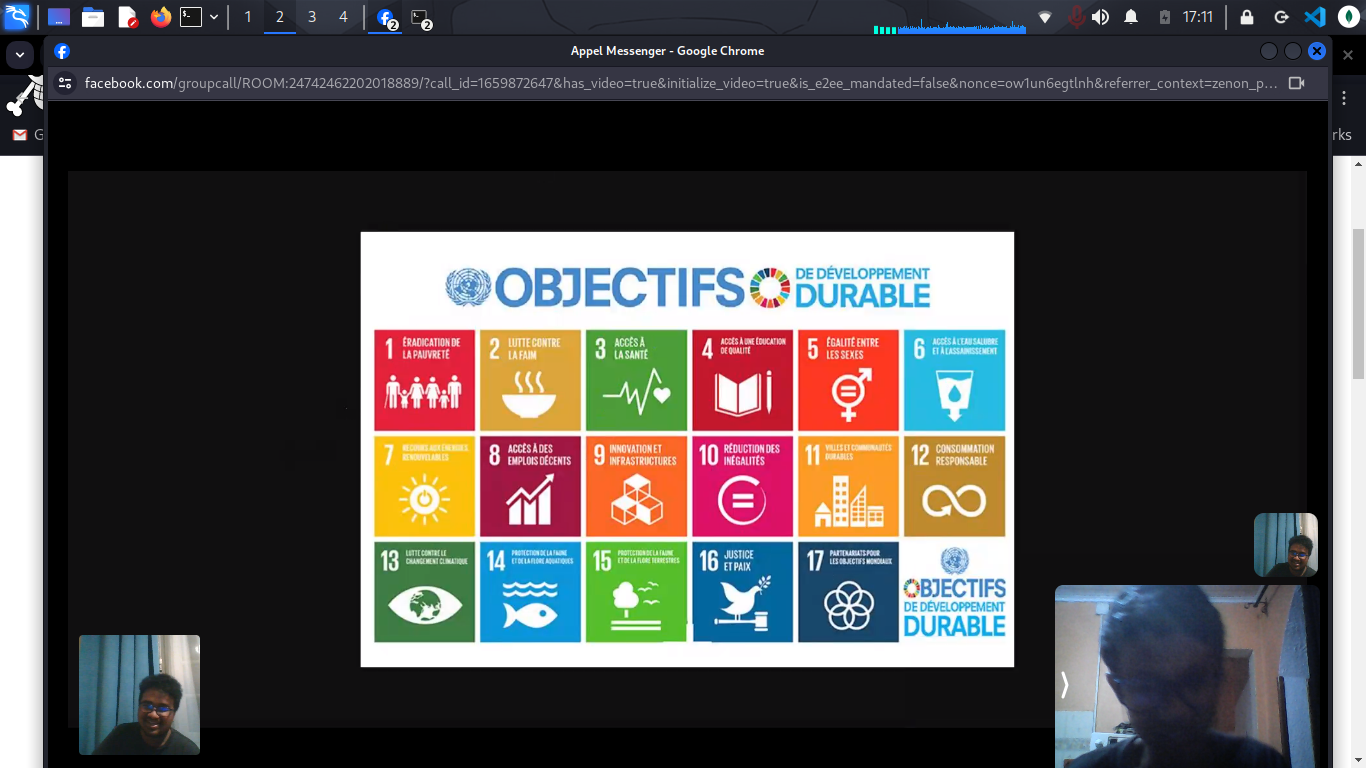 1 2 3 4
2
2
17:11
Appel Messenger - Google Chrome
facebook.com/groupcall/ROOM:24742462202018889/?call_id=1659872647&has_video=true&initialize_video=true&is_e2ee_mandated=false&nonce=ow1un6egtlnh&referrer_context=zenon_p...
G
rks
OBJECTIFS
DE DÉVELOPPEMENT
DURABLE
1 ÉRADICATION DE
LA PAUVRETÉ
2 LUTTE CONTRE
LA FAIM
3 ACCÈS À
LA SANTÉ
4 ACCÈS À UNE ÉDUCATION
DE QUALITÉ
5 ÉGALITÉ ENTRE
LES SEXES
6 ACCÈS À L'EAU SALUBRE
ET À L'ASSAINISSEMENT
7 RECOURS AUX ÉNERGIES
RENOUVELABLES
8 ACCÈS À DES
EMPLOIS DÉCENTS
9 INNOVATION ET
INFRASTRUCTURES
10 RÉDUCTION DES
INÉGALITÉS
11 VILLES ET COMMUNAUTÉS
DURABLES
12 CONSOMMATION
RESPONSABLE
13 LUTTE CONTRE LE
CHANGEMENT CLIMATIQUE
14 PROTECTION DE LA FAUNE
ET DE LA FLORE AQUATIQUES
15 PROTECTION DE LA FAUNE
ET DE LA FLORE TERRESTRES
16 JUSTICE
ET PAIX
17 PARTENARIATS POUR
LES OBJECTIFS MONDIAUX
OBJECTIFS
DE DÉVELOPPEMENT
DURABLE